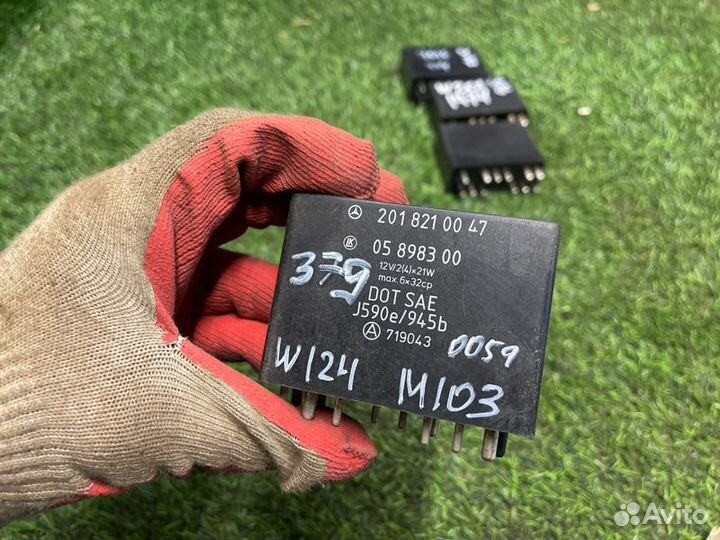 201 821 00 47
05 8983 00
12V/2(4)×21W
max.6×32cp
379
DOT SAE
J590e/945b
719043
0059
W124 M103
Avito